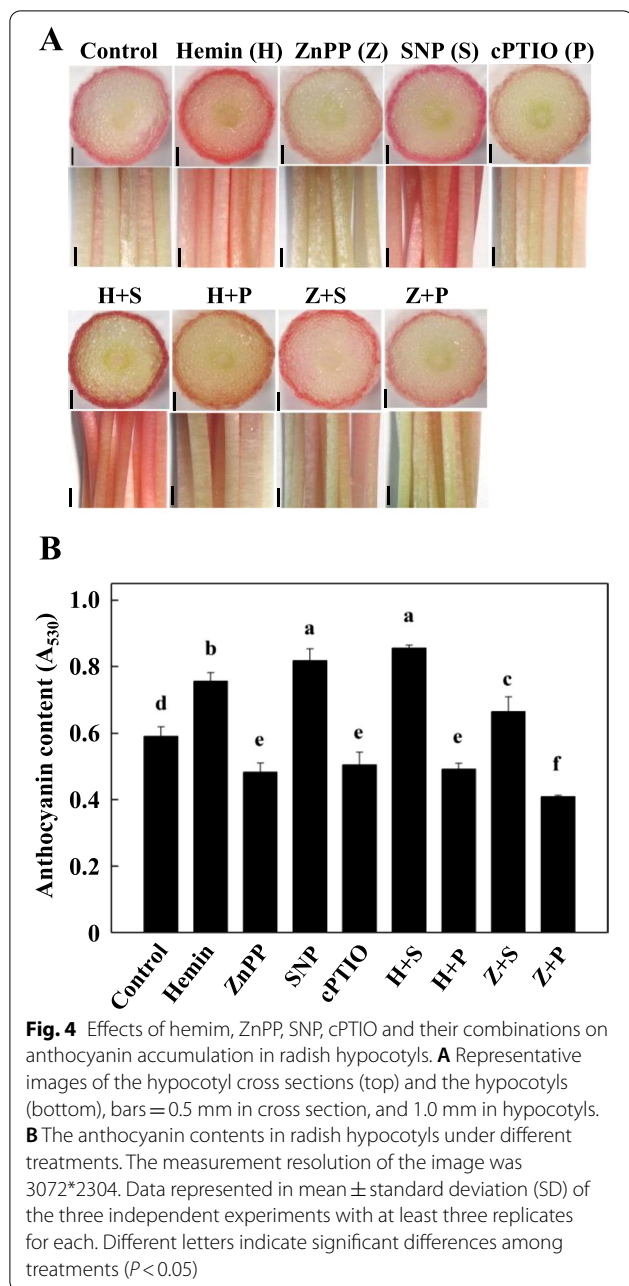 A
Control Hemin (H) ZnPP (Z) SNP (S) cPTIO (P)
H+S H+P Z+S Z+P
B
Anthocyanin content (A530)
1.0
0.8
0.6
0.4
0.2
0
d
b
e
a
e
a
e
c
f
Control
Hemin
ZnPP
SNP
cPTIO
H+S
H+P
Z+S
Z+P
Fig. 4 Effects of hemim, ZnPP, SNP, cPTIO and their combinations on
anthocyanin accumulation in radish hypocotyls. A Representative
images of the hypocotyl cross sections (top) and the hypocotyls
(bottom), bars = 0.5 mm in cross section, and 1.0 mm in hypocotyls.
B The anthocyanin contents in radish hypocotyls under different
treatments. The measurement resolution of the image was
3072*2304. Data represented in mean ± standard deviation (SD) of
the three independent experiments with at least three replicates
for each. Different letters indicate significant differences among
treatments (P < 0.05)